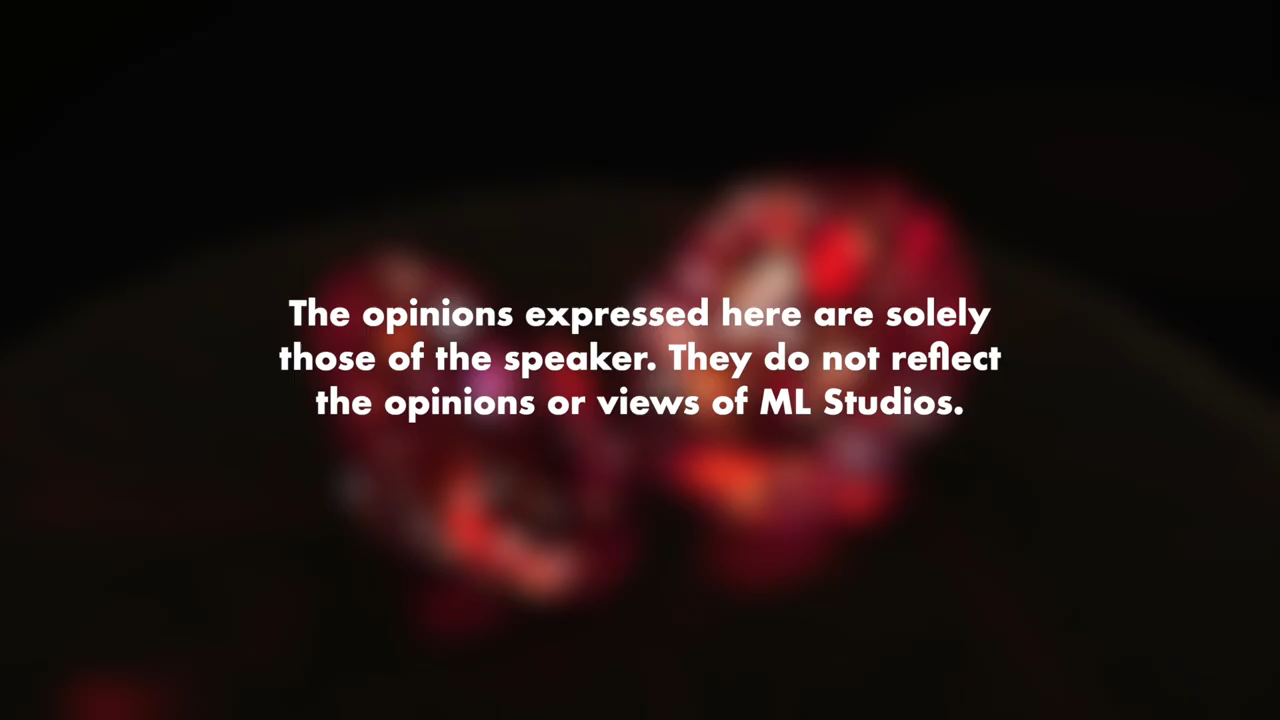 The opinions expressed here are solely
those of the speaker. They do not reflect
the opinions or views of ML Studios.